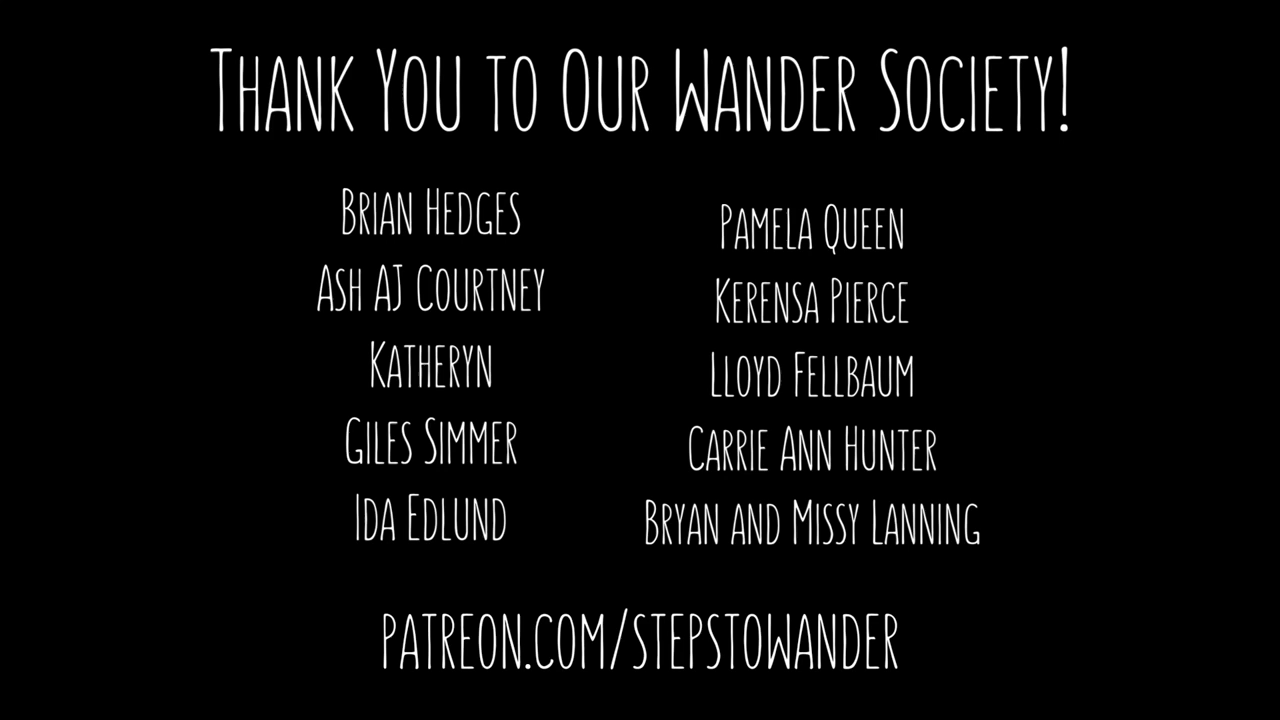 Thank You to Our Wander Society!
Brian Hedges
Ash AJ Courtney
Katheryn
Giles Simmer
Ida Edlund
Pamela Queen
Kerensa Pierce
Lloyd Fellbaum
Carrie Ann Hunter
Bryan and Missy Lanning
patreon.com/stepstowander